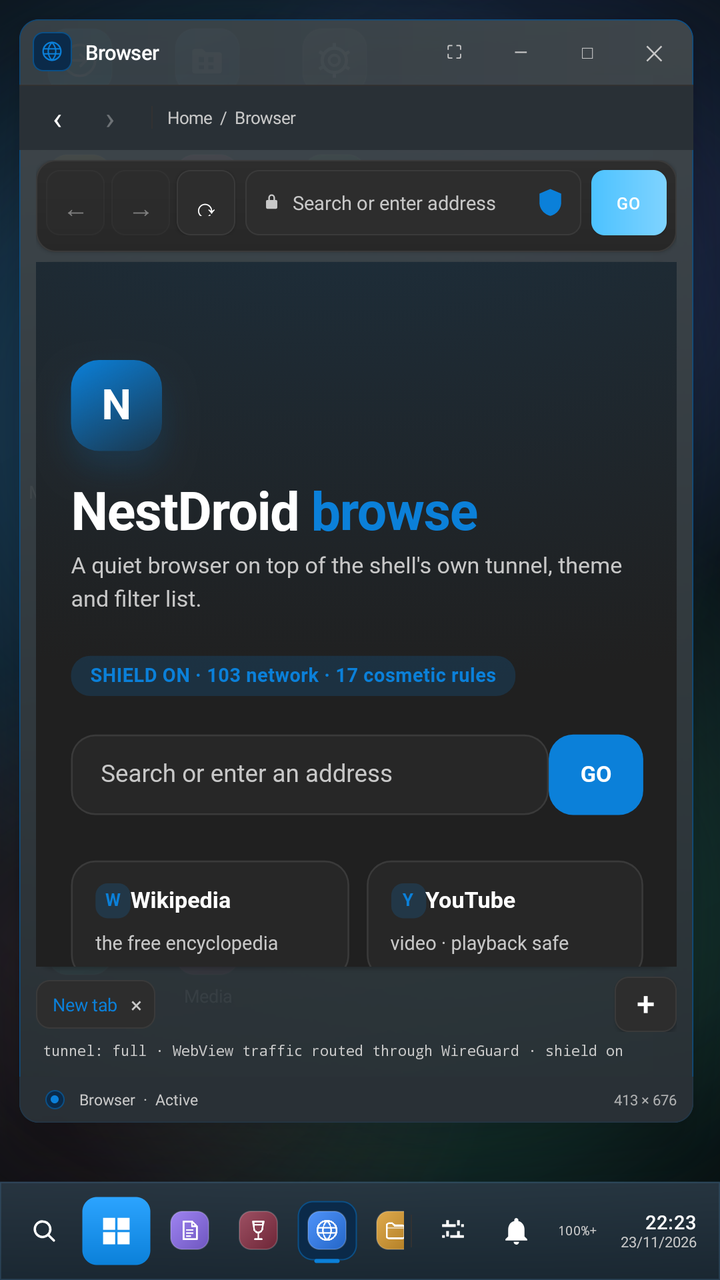 Browser
Home / Browser
Search or enter address
GO
N
NestDroid browse
A quiet browser on top of the shell's own tunnel, theme
and filter list.
SHIELD ON · 103 network · 17 cosmetic rules
Search or enter an address
GO
W Wikipedia
the free encyclopedia
Y YouTube
video · playback safe
Media
New tab ×
+
tunnel: full · WebView traffic routed through WireGuard · shield on
Browser · Active
413 × 676
100%+
22:23
23/11/2026